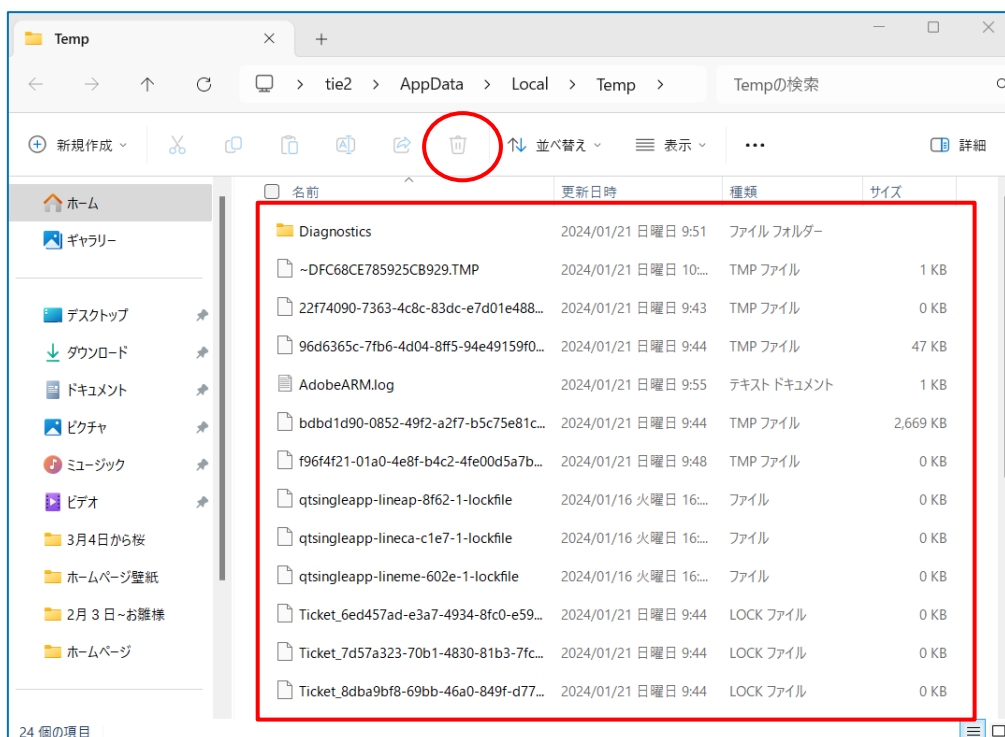 Temp
tie2 AppData Local Temp Tempの検索
新規作成 並べ替え 表示 詳細
名前 更新日時 種類 サイズ
ホーム
ギャラリー
デスクトップ
ダウンロード
ドキュメント
ピクチャ
ミュージック
ビデオ
3月4日から桜
ホームページ壁紙
2月3日~お雛様
ホームページ
Diagnostics 2024/01/21 日曜日 9:51 ファイル フォルダー
~DFC68CE785925CB929.TMP 2024/01/21 日曜日 10:... TMP ファイル 1 KB
22f74090-7363-4c8c-83dc-e7d01e488... 2024/01/21 日曜日 9:43 TMP ファイル 0 KB
96d6365c-7fb6-4d04-8ff5-94e49159f0... 2024/01/21 日曜日 9:44 TMP ファイル 47 KB
AdobeARM.log 2024/01/21 日曜日 9:55 テキスト ドキュメント 1 KB
bdbd1d90-0852-49f2-a2f7-b5c75e81c... 2024/01/21 日曜日 9:44 TMP ファイル 2,669 KB
f96f4f21-01a0-4e8f-b4c2-4fe00d5a7b... 2024/01/21 日曜日 9:48 TMP ファイル 0 KB
qtsingleapp-lineap-8f62-1-lockfile 2024/01/16 火曜日 16:... ファイル 0 KB
qtsingleapp-lineca-c1e7-1-lockfile 2024/01/16 火曜日 16:... ファイル 0 KB
qtsingleapp-lineme-602e-1-lockfile 2024/01/16 火曜日 16:... ファイル 0 KB
Ticket_6ed457ad-e3a7-4934-8fc0-e59... 2024/01/21 日曜日 9:44 LOCK ファイル 0 KB
Ticket_7d57a323-70b1-4830-81b3-7fc... 2024/01/21 日曜日 9:44 LOCK ファイル 0 KB
Ticket_8dba9bf8-69bb-46a0-849f-d77... 2024/01/21 日曜日 9:44 LOCK ファイル 0 KB
24 個の項目